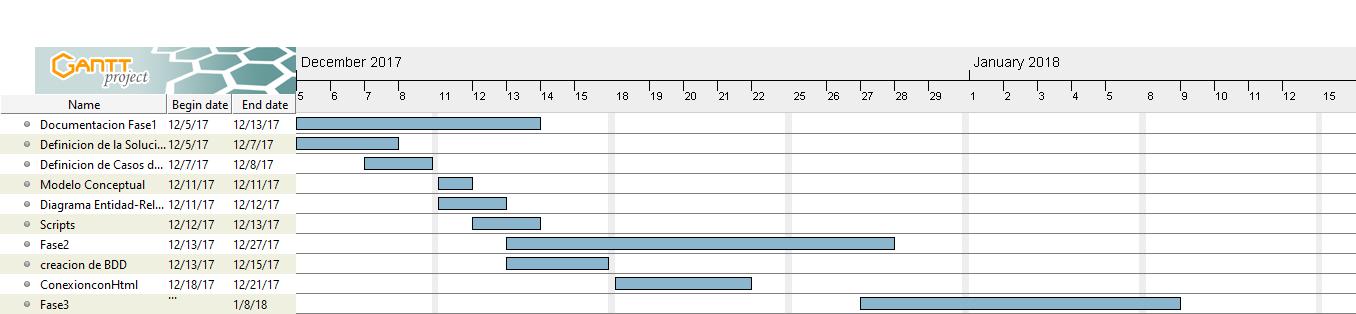 GANTT
project
December 2017 January 2018
5 6 7 8 11 12 13 14 15 18 19 20 21 22 25 26 27 28 29 1 2 3 4 5 8 9 10 11 12 15
Name Begin date End date
Documentacion Fase1 12/5/17 12/13/17
Definicion de la Soluci... 12/5/17 12/7/17
Definicion de Casos d... 12/7/17 12/8/17
Modelo Conceptual 12/11/17 12/11/17
Diagrama Entidad-Rel... 12/11/17 12/12/17
Scripts 12/12/17 12/13/17
Fase2 12/13/17 12/27/17
creacion de BDD 12/13/17 12/15/17
ConexionconHtml 12/18/17 12/21/17
Fase3 ... 1/8/18